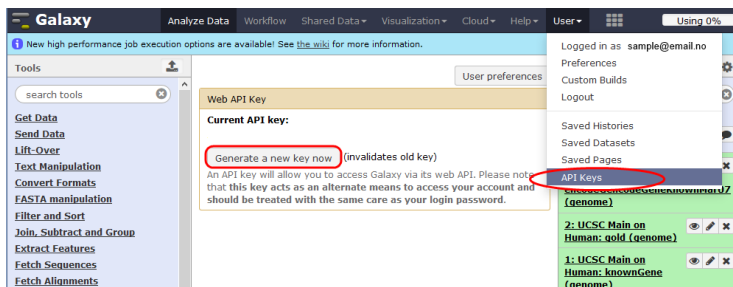 Galaxy
Analyze Data Workflow Shared Data Visualization Cloud Help User Using 0%
New high performance job execution options are available! See the wiki for more information.
Tools
search tools
Get Data
Send Data
Lift-Over
Text Manipulation
Convert Formats
FASTA manipulation
Filter and Sort
Join, Subtract and Group
Extract Features
Fetch Sequences
Fetch Alignments
User preferences
Web API Key
Current API key:
Generate a new key now (invalidates old key)
An API key will allow you to access Galaxy via its web API. Please note
that this key acts as an alternate means to access your account and
should be treated with the same care as your login password.
Logged in as sample@email.no
Preferences
Custom Builds
Logout
Saved Histories
Saved Datasets
Saved Pages
API Keys
(genome)
2: UCSC Main on
Human: gold (genome)
1: UCSC Main on
Human: knownGene
(genome)